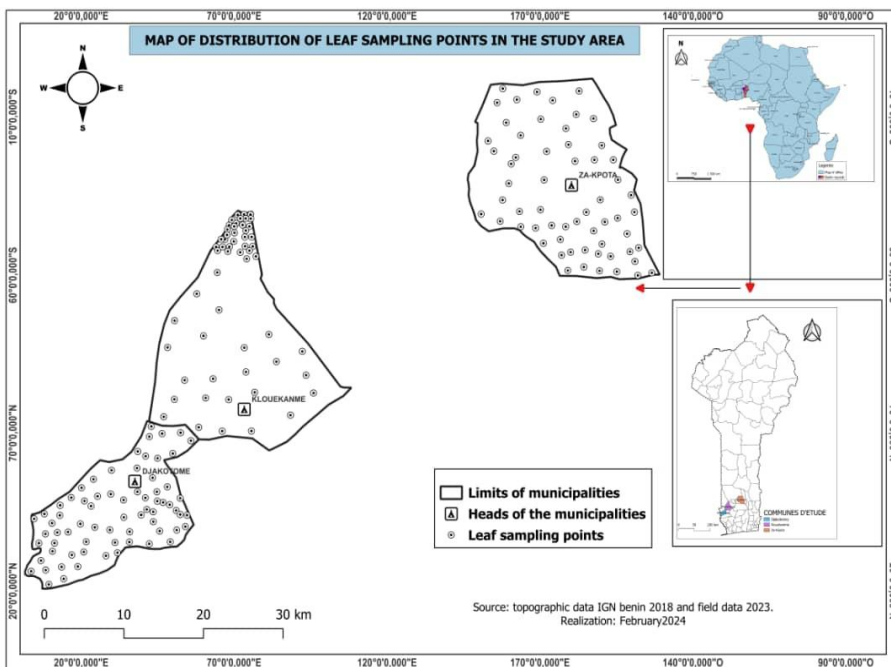 20°0'0,000"E 70°0'0,000"E 120°0'0,000"E 170°0'0,000"E 140°0'0,000"O 90°0'0,000"O
MAP OF DISTRIBUTION OF LEAF SAMPLING POINTS IN THE STUDY AREA
N
W E
S
N
10°0'0,000"S
60°0'0,000"S
70°0'0,000"N
20°0'0,000"N
ZA-KPOTA
KLOUEKANME
DJAKOTOME
Limits of municipalities
Heads of the municipalities
Leaf sampling points
COMMUNES D'ETUDE
0 10 20 30 km
Source: topographic data IGN benin 2018 and field data 2023.
Realization: February2024
20°0'0,000"E 70°0'0,000"E 120°0'0,000"E 170°0'0,000"E 140°0'0,000"O 90°0'0,000"O